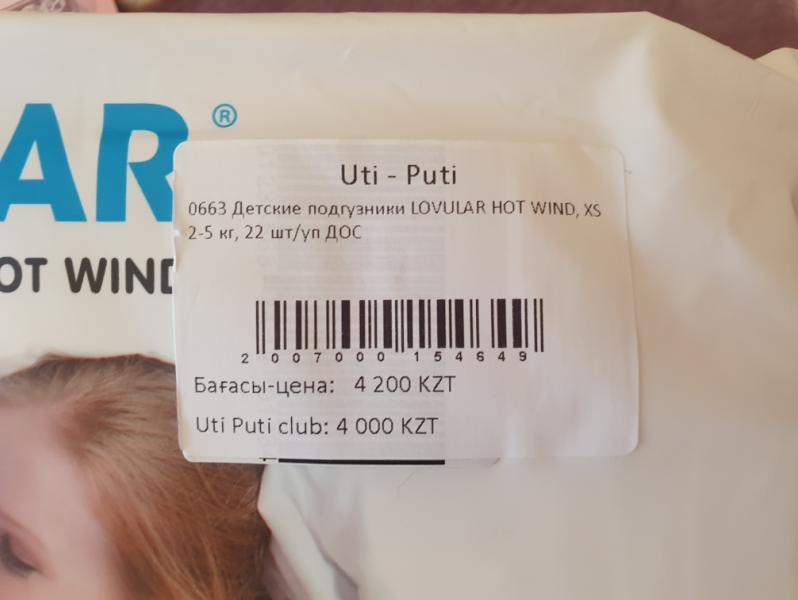 AR®
OT WIND
Uti - Puti
0663 Детские подгузники LOVULAR HOT WIND, XS
2-5 кг, 22 шт/уп ДОС
2 007000 154649
Бағасы-цена: 4 200 KZT
Uti Puti club: 4 000 KZT